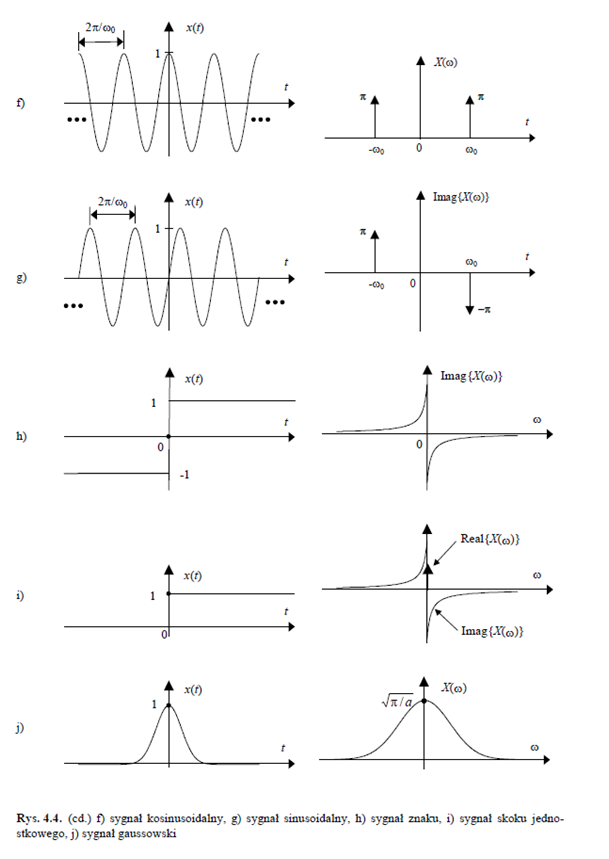 f)
2π/ω₀
x(t)
1
t
•••
•••
X(ω)
π
π
t
-ω₀
0
ω₀
g)
2π/ω₀
x(t)
1
t
•••
•••
Imag{X(ω)}
π
ω₀
t
-ω₀
0
−π
h)
x(t)
1
t
0
-1
Imag{X(ω)}
ω
0
i)
x(t)
1
t
0
Real{X(ω)}
ω
Imag{X(ω)}
j)
x(t)
1
t
√π/a
X(ω)
ω
Rys. 4.4. (cd.) f) sygnał kosinusoidalny, g) sygnał sinusoidalny, h) sygnał znaku, i) sygnał skoku jedno-
stkowego, j) sygnał gaussowski